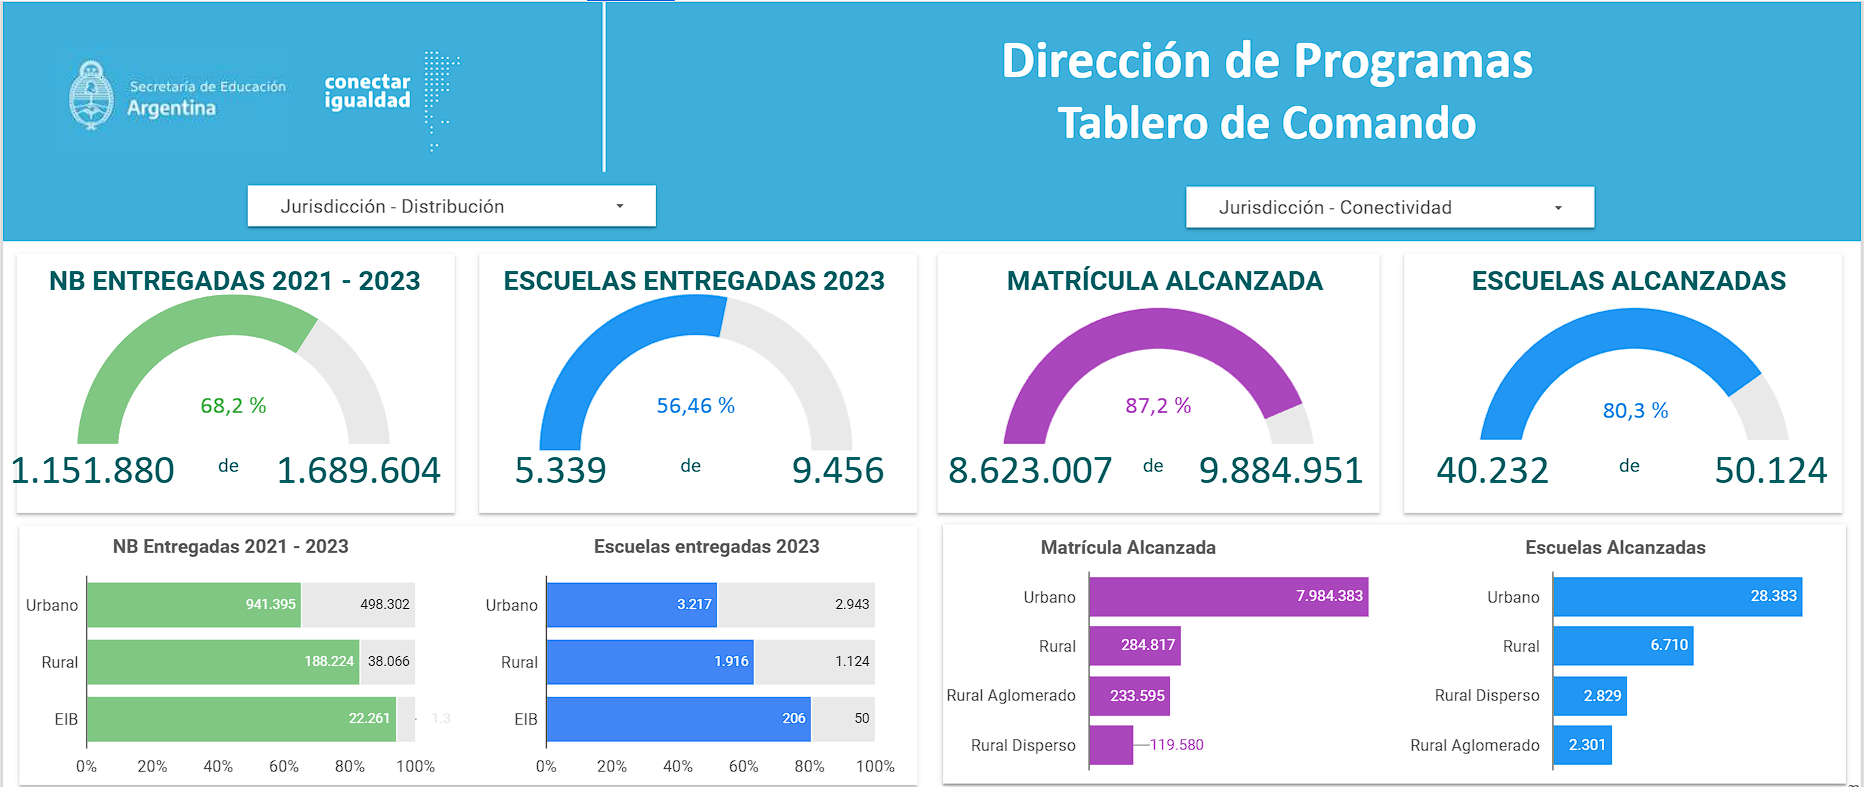 Secretaría de Educación
Argentina
conectar
igualdad
Dirección de Programas
Tablero de Comando
Jurisdicción - Distribución
Jurisdicción - Conectividad
NB ENTREGADAS 2021 - 2023
68,2 %
1.151.880 de 1.689.604
ESCUELAS ENTREGADAS 2023
56,46 %
5.339 de 9.456
MATRÍCULA ALCANZADA
87,2 %
8.623.007 de 9.884.951
ESCUELAS ALCANZADAS
80,3 %
40.232 de 50.124
NB Entregadas 2021 - 2023
Urbano 941.395 498.302
Rural 188.224 38.066
EIB 22.261 1.3
0% 20% 40% 60% 80% 100%
Escuelas entregadas 2023
Urbano 3.217 2.943
Rural 1.916 1.124
EIB 206 50
0% 20% 40% 60% 80% 100%
Matrícula Alcanzada
Urbano 7.984.383
Rural 284.817
Rural Aglomerado 233.595
Rural Disperso 119.580
Escuelas Alcanzadas
Urbano 28.383
Rural 6.710
Rural Disperso 2.829
Rural Aglomerado 2.301